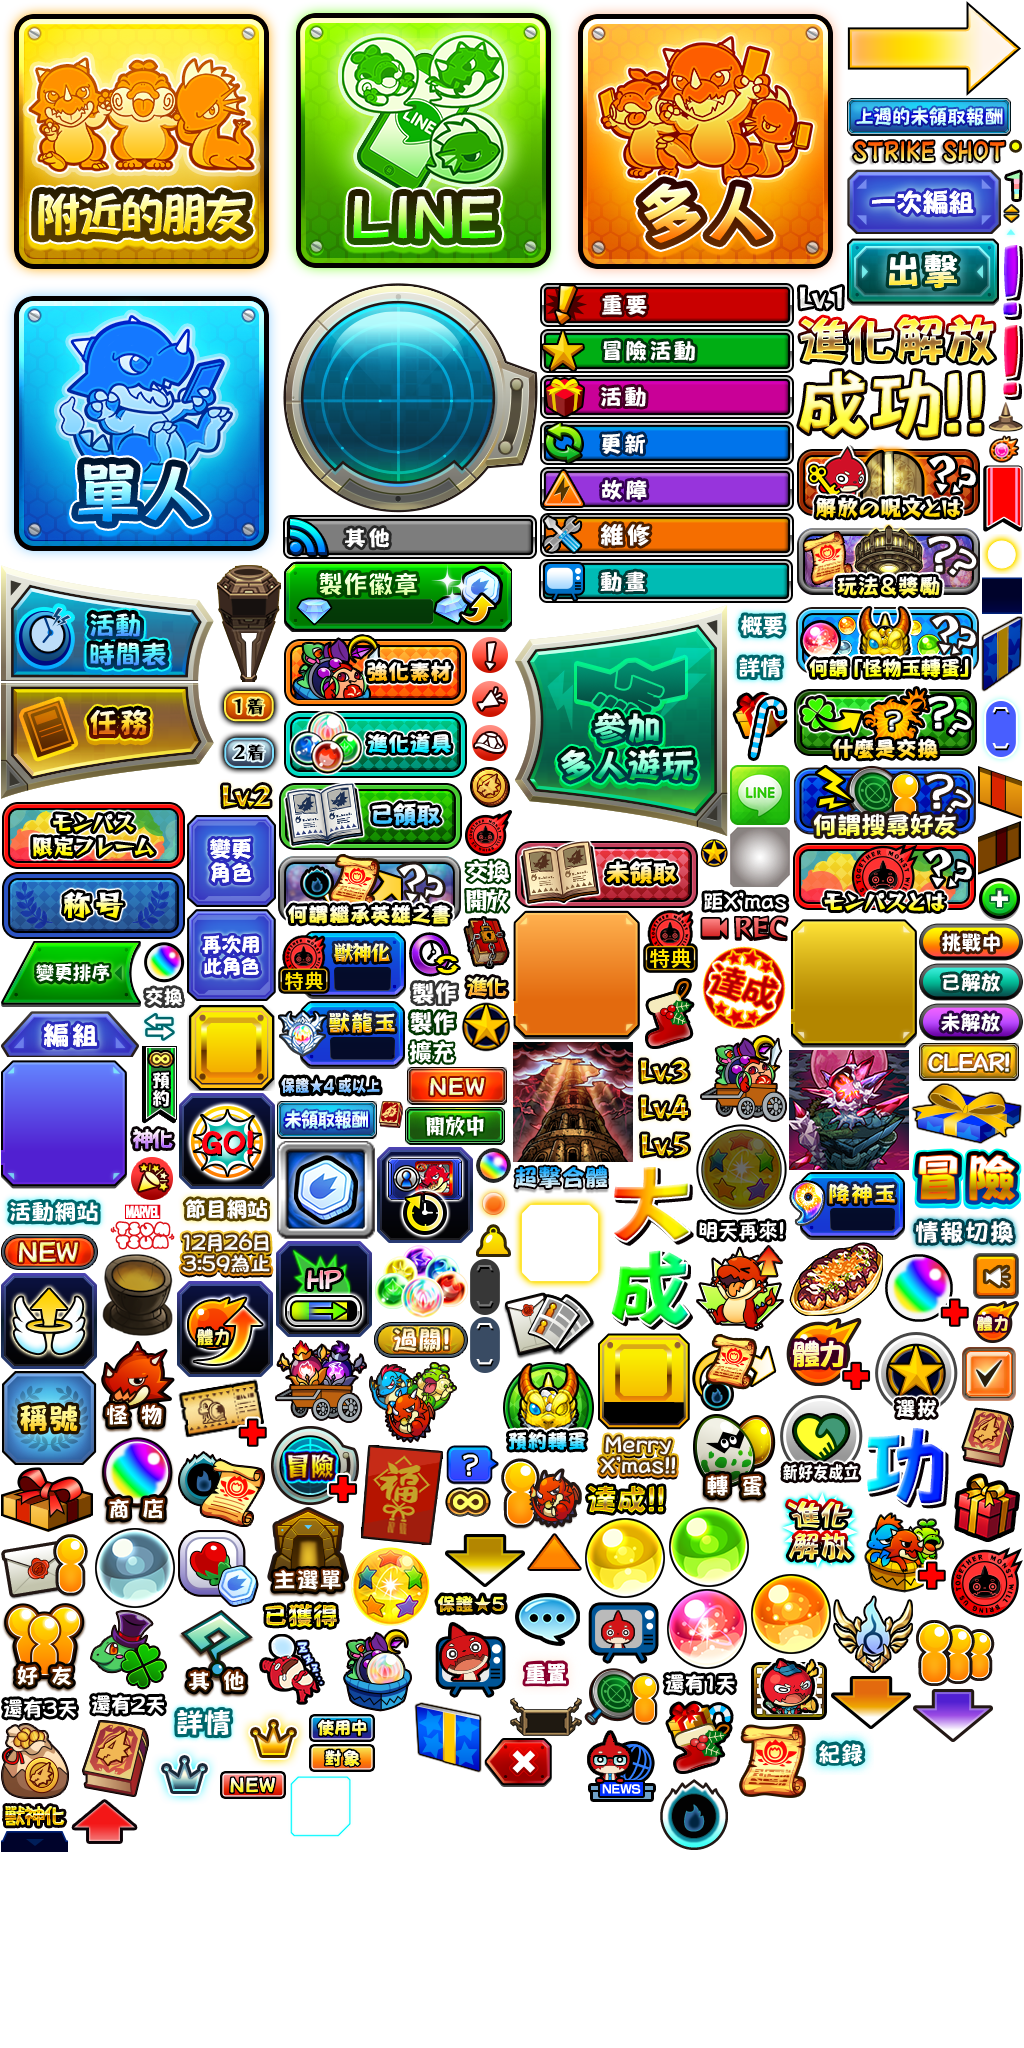 附近的朋友
LINE
LINE
多人
上週的未領取報酬
STRIKE SHOT
一次編組
1
出擊
Lv.1
進化解放
成功!!
單人
重要
冒險活動
活動
更新
故障
維修
動畫
其他
解放の呪文とは
玩法&獎勵
何謂「怪物玉轉蛋」
什麼是交換
何謂搜尋好友
モンパスとは
活動
時間表
任務
製作徽章
強化素材
進化道具
已領取
何謂繼承英雄之書
1着
2着
Lv.2
參加
多人遊玩
概要
詳情
LINE
モンパス
限定フレーム
称号
變更
角色
再次用
此角色
變更排序
交換
編組
預約
神化
交換
開放
未領取
距X'mas
REC
特典
獸神化
特典
製作
進化
獸龍玉
製作
擴充
達成
挑戰中
已解放
未解放
CLEAR!
保證★4 或以上
NEW
未領取報酬
開放中
GO!
Lv.3
Lv.4
Lv.5
超擊合體
大
成
功
明天再來!
降神玉
冒險
情報切換
活動網站
MARVEL
TSUM
TSUM
節目網站
12月26日
3:59為止
NEW
體力
HP
過關!
體力
體力
選拔
稱號
怪物
商店
冒險
福
預約轉蛋
Merry
X'mas!!
達成!!
轉蛋
新好友成立
進化
解放
主選單
已獲得
保證★5
好友
其他
重置
還有1天
還有3天
還有2天
詳情
使用中
對象
NEW
NEWS
紀錄
獸神化